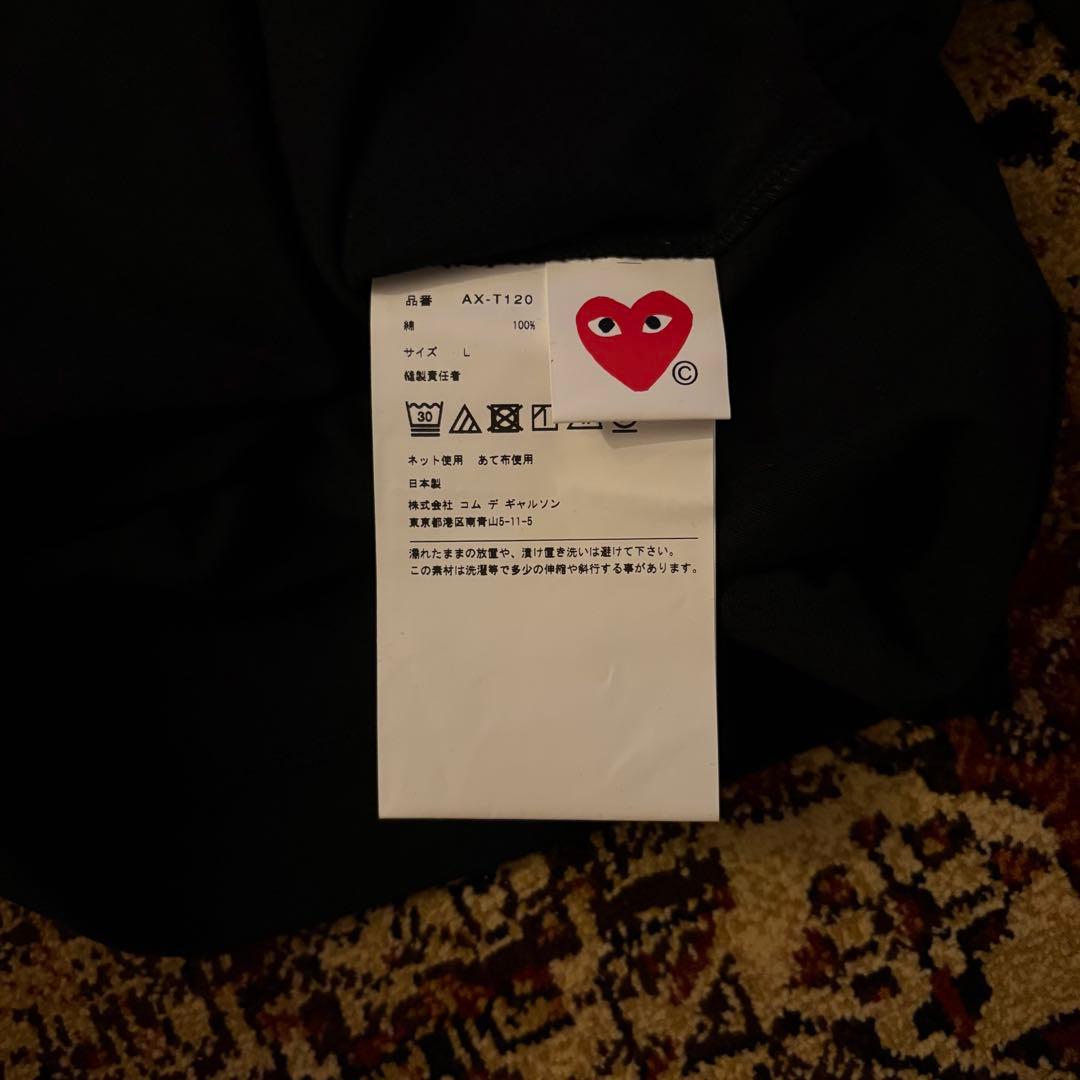 品番 AX-T120
綿 100%
サイズ L
縫製責任者
30
ネット使用 あて布使用
日本製
株式会社 コム デ ギャルソン
東京都港区南青山5-11-5
濡れたままの放置や、漬け置き洗いは避けて下さい。
この素材は洗濯等で多少の伸縮や斜行する事があります。
©